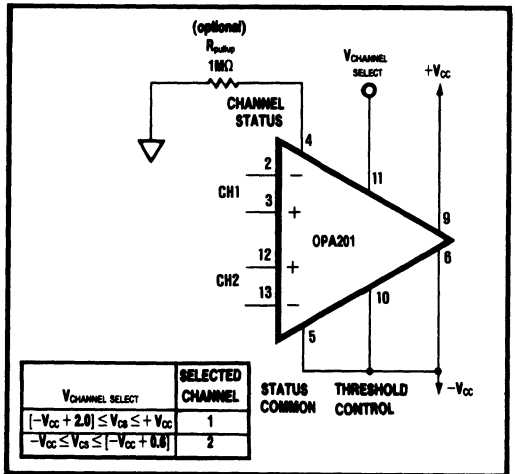 (optional)
Rpullup
1MΩ
VCHANNEL SELECT
+VCC
CHANNEL STATUS
4
11
2
−
CH1
3
+
9
OPA201
6
12
+
CH2
13
−
10
5
STATUS COMMON
THRESHOLD CONTROL
−VCC
VCHANNEL SELECT
SELECTED CHANNEL
[−VCC + 2.0] ≤ VCS ≤ + VCC
1
−VCC ≤ VCS ≤ [−VCC + 0.6]
2